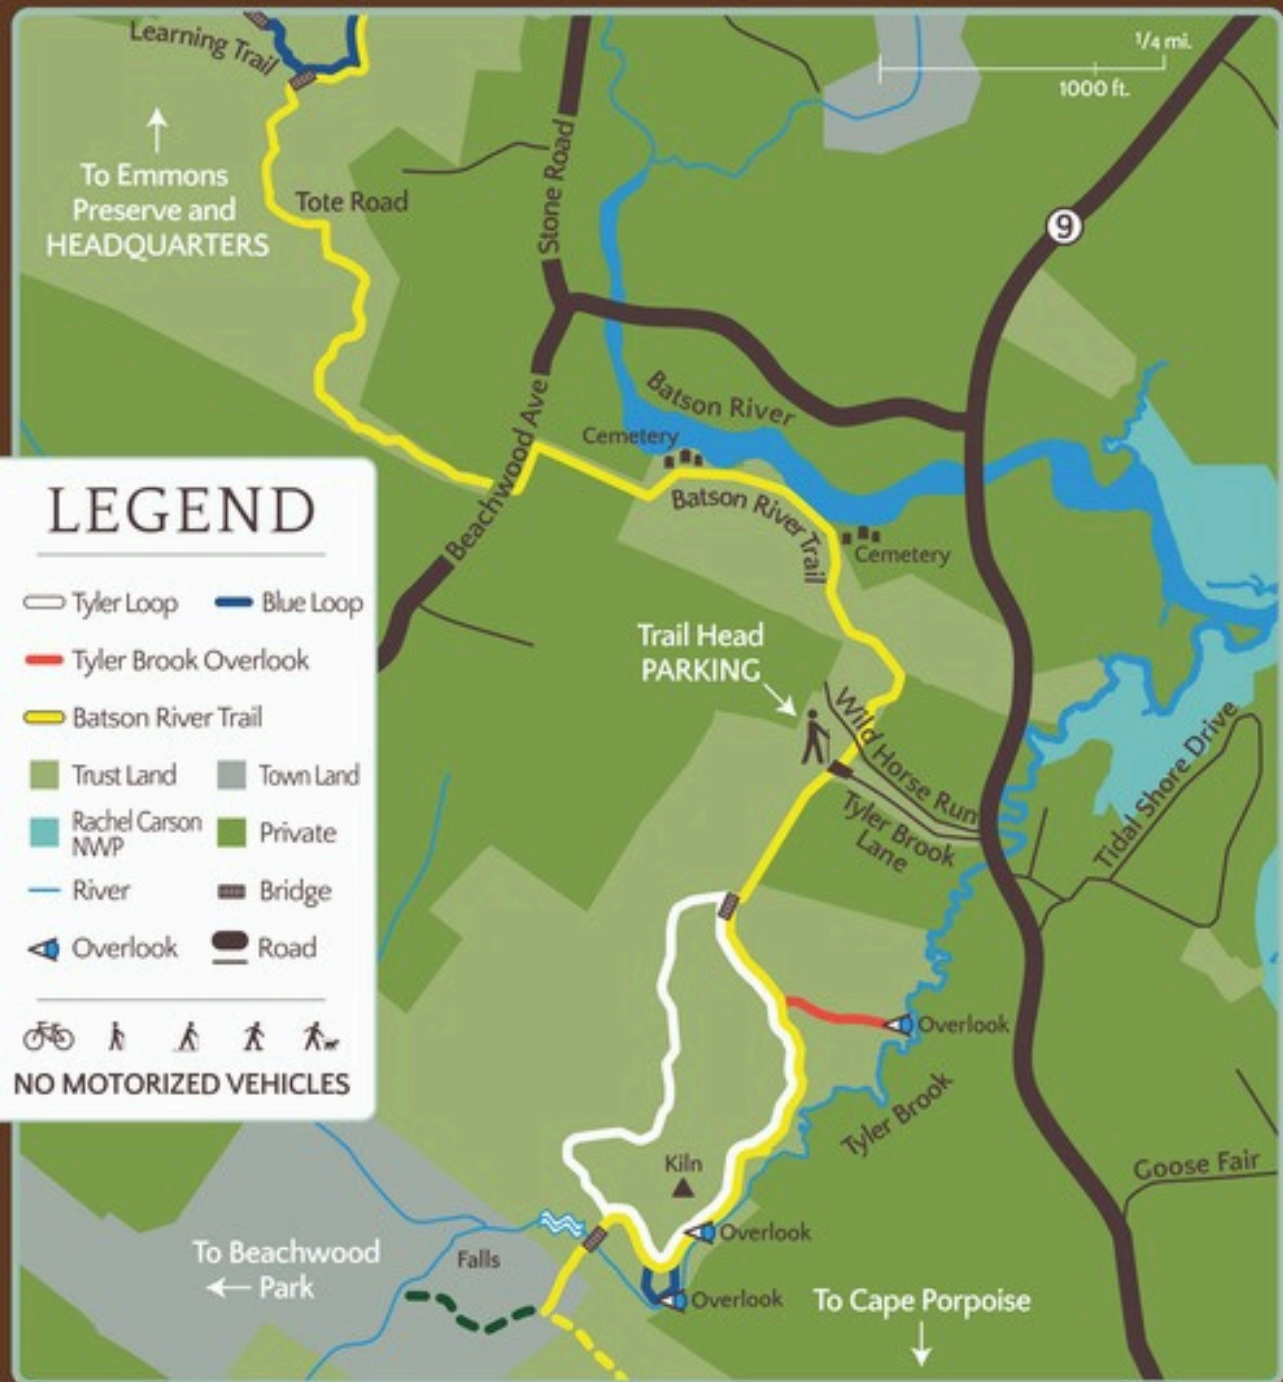 Learning Trail
To Emmons
Preserve and
HEADQUARTERS
Tote Road
Stone Road
1/4 mi.
1000 ft.
9
Batson River
Cemetery
Beachwood Ave
Batson River Trail
Cemetery
Trail Head
PARKING
Wild Horse Run
Tyler Brook
Lane
Tidal Shore Drive
Overlook
Tyler Brook
Goose Fair
Kiln
Overlook
Overlook
Falls
To Beachwood
Park
To Cape Porpoise
LEGEND
Tyler Loop
Blue Loop
Tyler Brook Overlook
Batson River Trail
Trust Land
Town Land
Rachel Carson
NWP
Private
River
Bridge
Overlook
Road
NO MOTORIZED VEHICLES